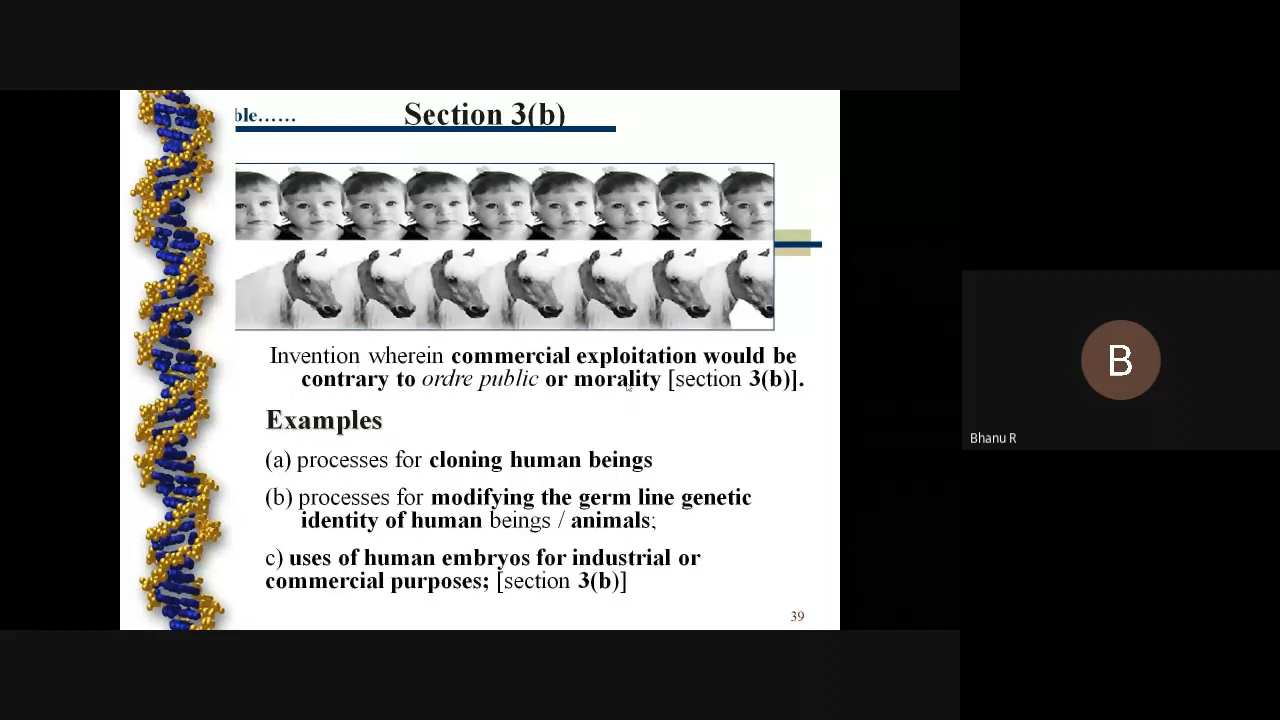 ble......
Section 3(b)
Invention wherein commercial exploitation would be
contrary to ordre public or morality [section 3(b)].
Examples
(a) processes for cloning human beings
(b) processes for modifying the germ line genetic
identity of human beings / animals;
c) uses of human embryos for industrial or
commercial purposes; [section 3(b)]
39
B
Bhanu R